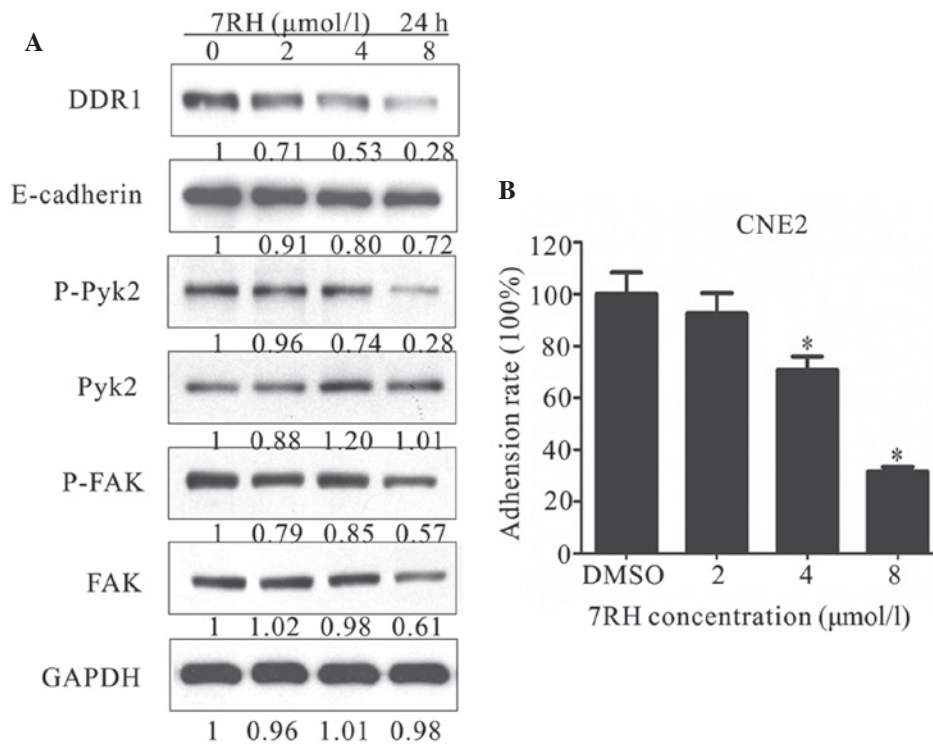 A
7RH (μmol/l) 24 h
0 2 4 8
DDR1
1 0.71 0.53 0.28
E-cadherin
1 0.91 0.80 0.72
P-Pyk2
1 0.96 0.74 0.28
Pyk2
1 0.88 1.20 1.01
P-FAK
1 0.79 0.85 0.57
FAK
1 1.02 0.98 0.61
GAPDH
1 0.96 1.01 0.98
B
CNE2
Adhension rate (100%)
120
100
80
60
40
20
0
* *
DMSO 2 4 8
7RH concentration (μmol/l)